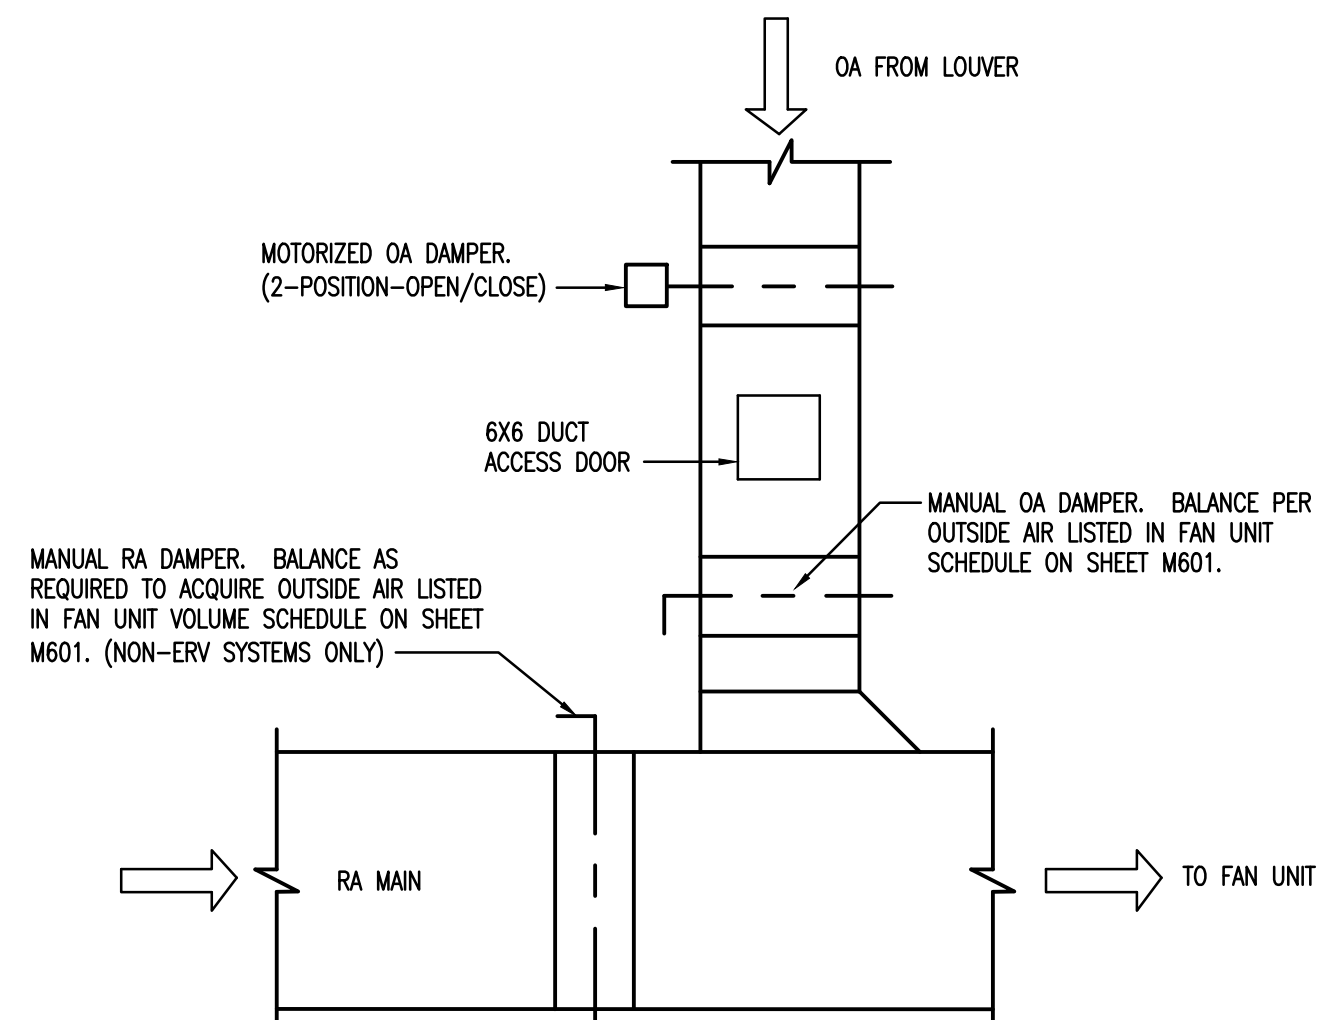 OA FROM LOUVER
MOTORIZED OA DAMPER.
(2-POSITION-OPEN/CLOSE)
6X6 DUCT
ACCESS DOOR
MANUAL OA DAMPER. BALANCE PER
OUTSIDE AIR LISTED IN FAN UNIT
SCHEDULE ON SHEET M601.
MANUAL RA DAMPER. BALANCE AS
REQUIRED TO ACQUIRE OUTSIDE AIR LISTED
IN FAN UNIT VOLUME SCHEDULE ON SHEET
M601. (NON-ERV SYSTEMS ONLY)
RA MAIN
TO FAN UNIT